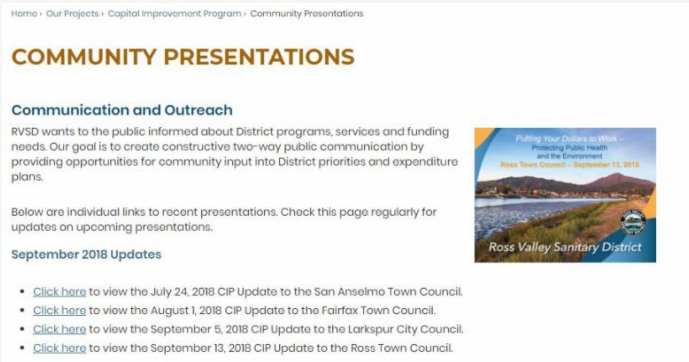 Home › Our Projects › Capital Improvement Program › Community Presentations
COMMUNITY PRESENTATIONS
Communication and Outreach
RVSD wants to the public informed about District programs, services and funding
needs. Our goal is to create constructive two-way public communication by
providing opportunities for community input into District priorities and expenditure
plans.
Putting Your Dollars to Work –
Protecting Public Health
and the Environment
Ross Town Council – September 13, 2018
Ross Valley Sanitary District
Below are individual links to recent presentations. Check this page regularly for
updates on upcoming presentations.
September 2018 Updates
• Click here to view the July 24, 2018 CIP Update to the San Anselmo Town Council.
• Click here to view the August 1, 2018 CIP Update to the Fairfax Town Council.
• Click here to view the September 5, 2018 CIP Update to the Larkspur City Council.
• Click here to view the September 13, 2018 CIP Update to the Ross Town Council.